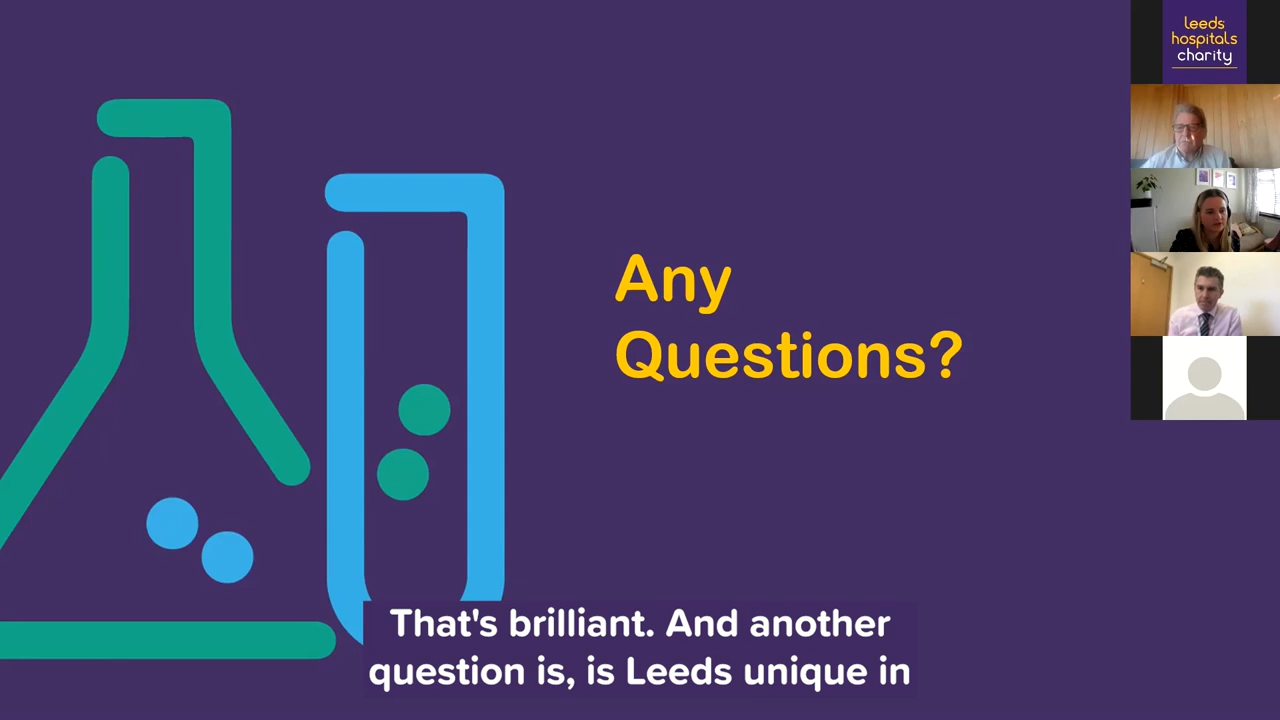 leeds
hospitals
charity
Any
Questions?
That's brilliant. And another
question is, is Leeds unique in